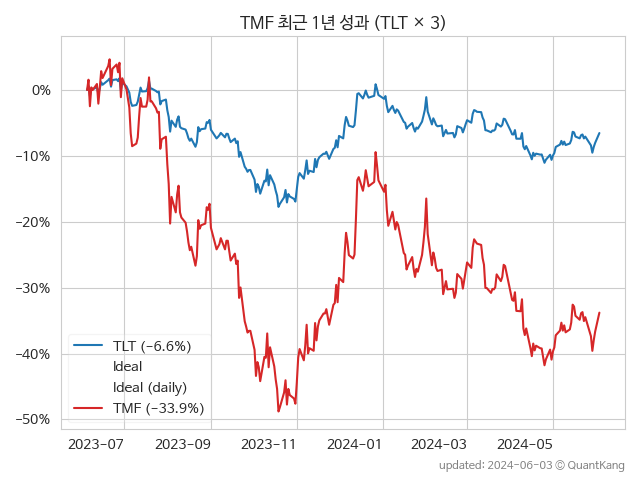 TMF 최근 1년 성과 (TLT × 3)
0%
−10%
−20%
−30%
−40%
−50%
TLT (−6.6%)
Ideal
Ideal (daily)
TMF (−33.9%)
2023−07
2023−09
2023−11
2024−01
2024−03
2024−05
updated: 2024−06−03 © QuantKang